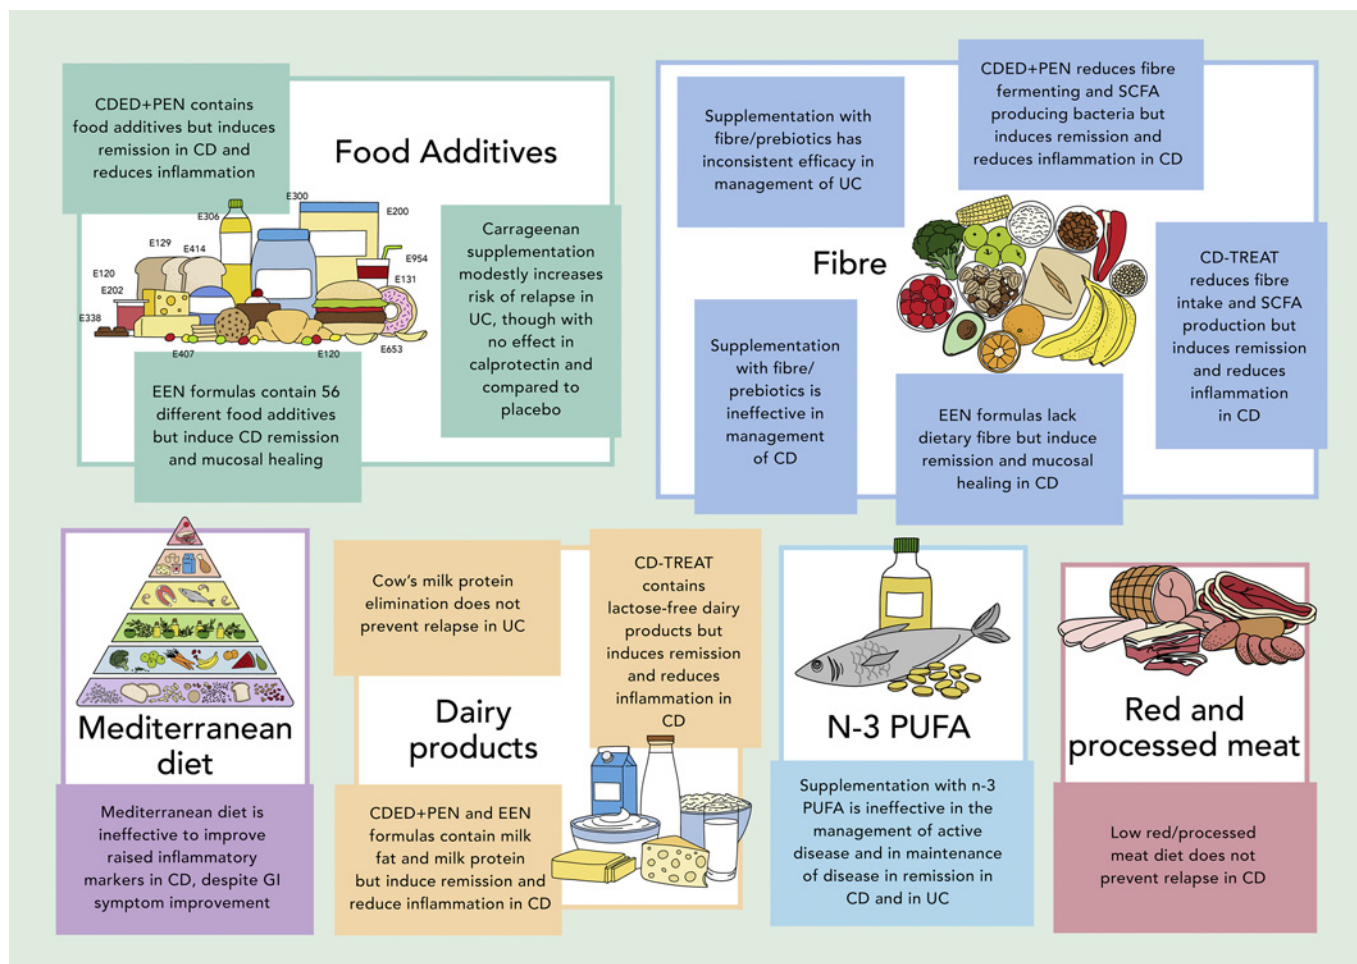 CDED+PEN contains
food additives but induces
remission in CD and
reduces inflammation
Food Additives
E300
E306
E200
E129
E414
E954
E120
E131
E202
E338
E407
E120
E653
Carrageenan
supplementation
modestly increases
risk of relapse in
UC, though with
no effect in
calprotectin and
compared to
placebo
EEN formulas contain 56
different food additives
but induce CD remission
and mucosal healing
Supplementation with
fibre/prebiotics has
inconsistent efficacy in
management of UC
CDED+PEN reduces fibre
fermenting and SCFA
producing bacteria but
induces remission and
reduces inflammation in CD
Fibre
CD-TREAT
reduces fibre
intake and SCFA
production but
induces remission
and reduces
inflammation
in CD
Supplementation
with fibre/
prebiotics is
ineffective in
management
of CD
EEN formulas lack
dietary fibre but induce
remission and mucosal
healing in CD
Mediterranean
diet
Mediterranean diet is
ineffective to improve
raised inflammatory
markers in CD, despite GI
symptom improvement
Cow's milk protein
elimination does not
prevent relapse in UC
CD-TREAT
contains
lactose-free dairy
products but
induces remission
and reduces
inflammation in
CD
Dairy
products
CDED+PEN and EEN
formulas contain milk
fat and milk protein
but induce remission and
reduce inflammation in CD
N-3 PUFA
Supplementation with n-3
PUFA is ineffective in the
management of active
disease and in maintenance
of disease in remission in
CD and in UC
Red and
processed meat
Low red/processed
meat diet does not
prevent relapse in CD